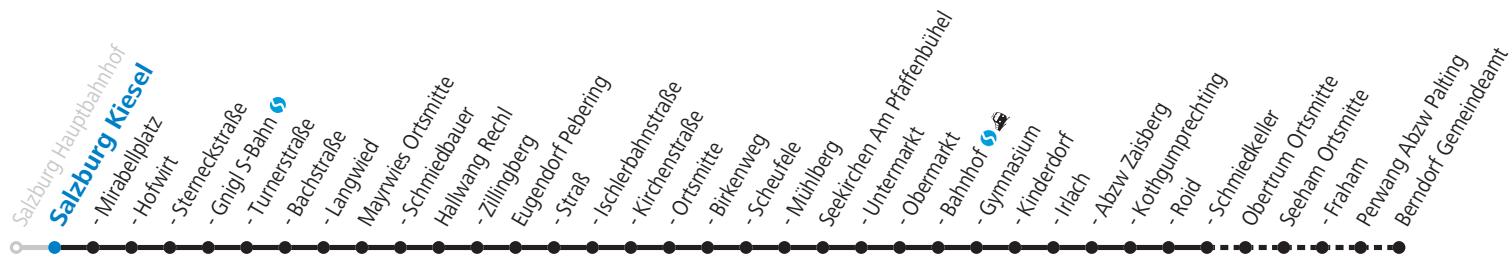 Salzburg Hauptbahnhof
Salzburg Kiesel
- Mirabellplatz
- Hofwirt
- Sterneckstraße
- Gnigl S-Bahn
- Turnerstraße
- Bachstraße
- Langwied
Mayrwies Ortsmitte
- Schmiedbauer
Hallwang Rechl
- Zillingberg
Eugendorf Pebering
- Straß
- Ischlerbahnstraße
- Kirchenstraße
- Ortsmitte
- Birkenweg
- Scheufele
- Mühlberg
Seekirchen Am Pfaffenbühel
- Untermarkt
- Obermarkt
- Bahnhof
- Gymnasium
- Kinderdorf
- Irlach
- Abzw Zaisberg
- Kothgumprechting
- Roid
- Schmiedkeller
Obertrum Ortsmitte
Seeham Ortsmitte
- Fraham
Perwang Abzw Palting
Berndorf Gemeindeamt